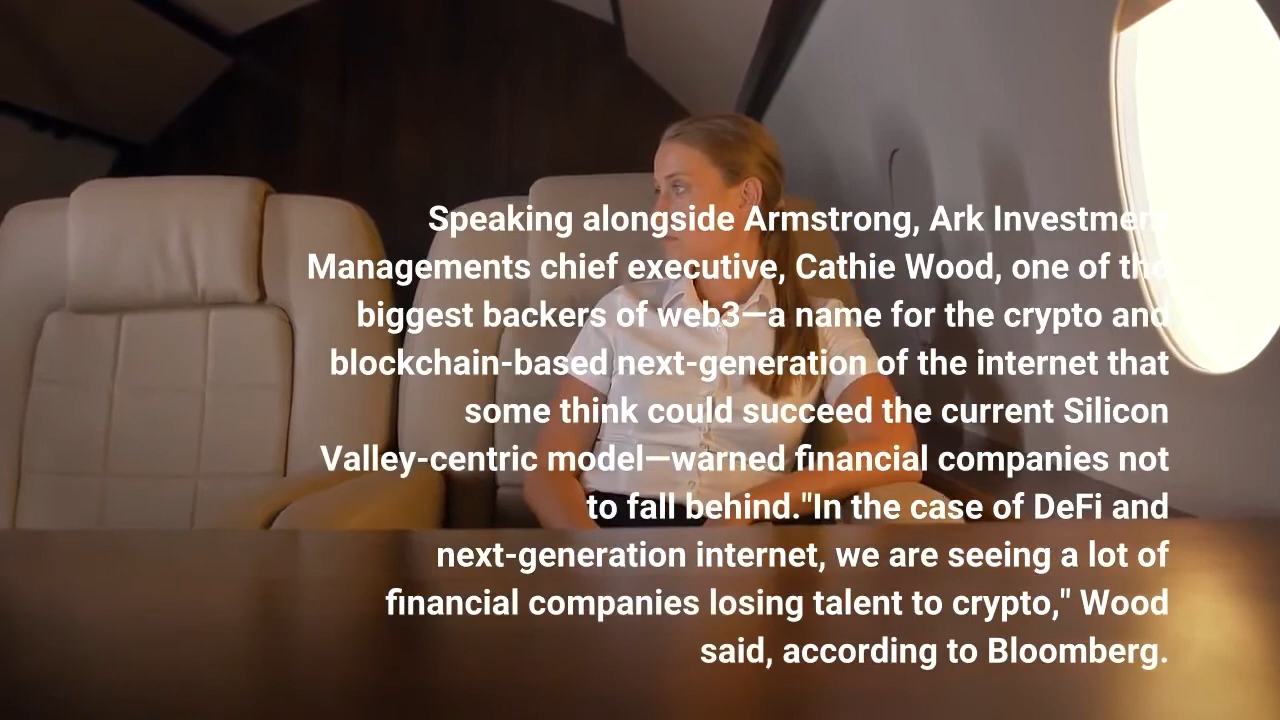 Speaking alongside Armstrong, Ark Investment
Managements chief executive, Cathie Wood, one of the
biggest backers of web3—a name for the crypto and
blockchain-based next-generation of the internet that
some think could succeed the current Silicon
Valley-centric model—warned financial companies not
to fall behind."In the case of DeFi and
next-generation internet, we are seeing a lot of
financial companies losing talent to crypto," Wood
said, according to Bloomberg.